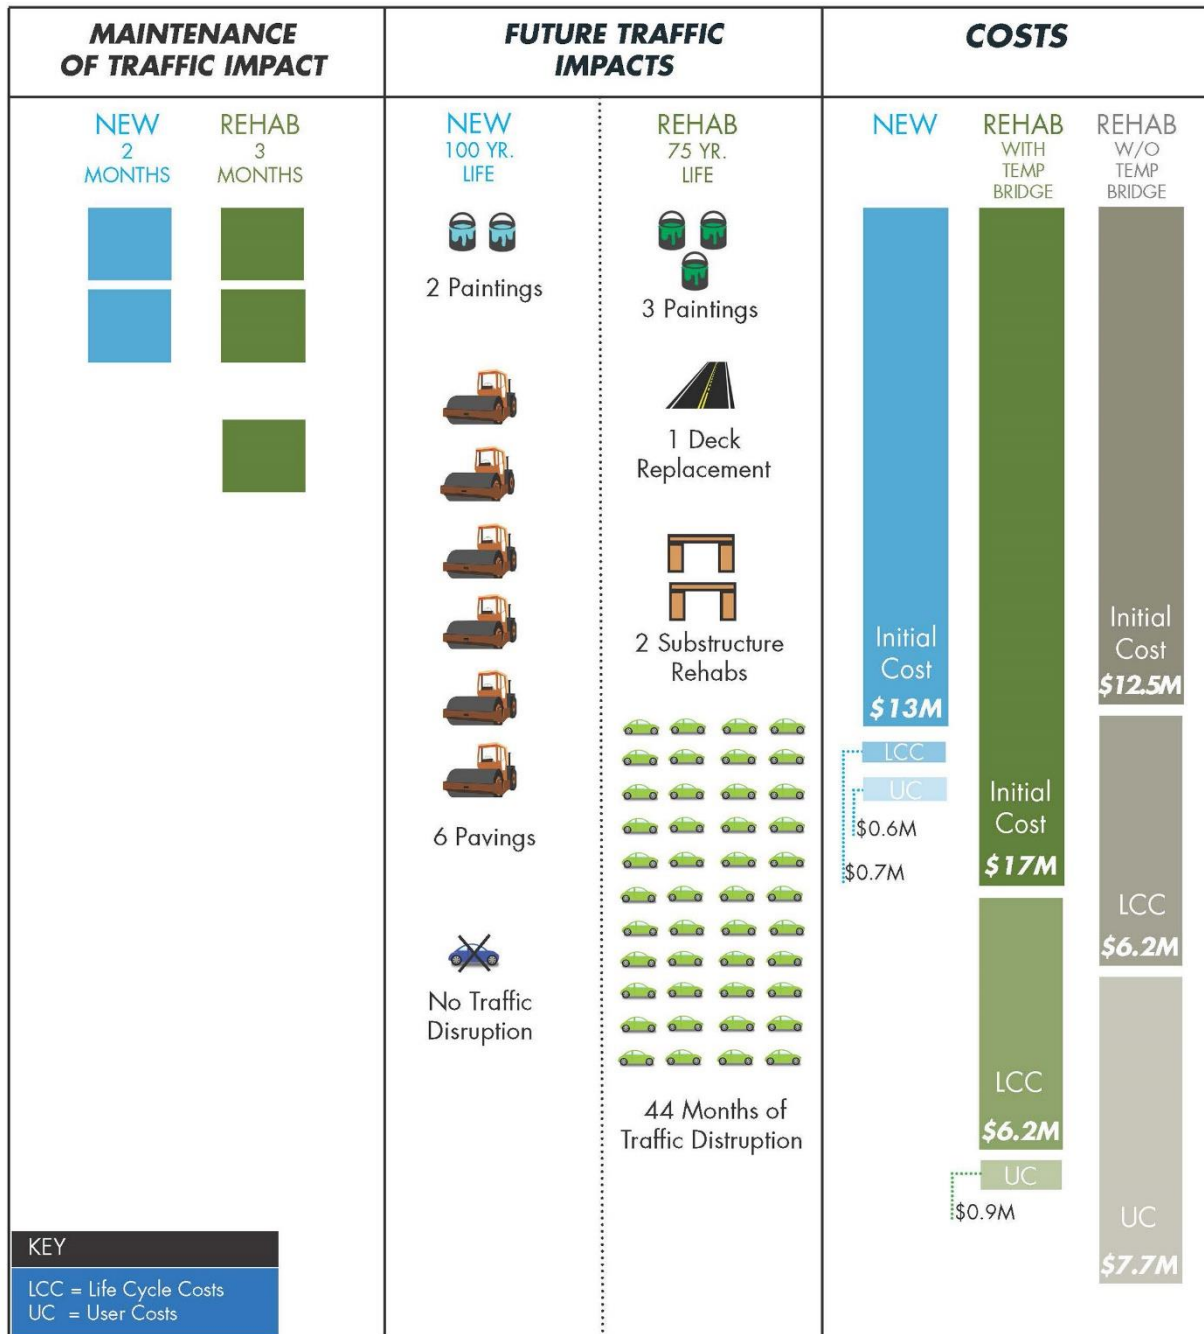 MAINTENANCE
OF TRAFFIC IMPACT
NEW
2
MONTHS
REHAB
3
MONTHS
FUTURE TRAFFIC
IMPACTS
NEW
100 YR.
LIFE
2 Paintings
6 Pavings
No Traffic
Disruption
REHAB
75 YR.
LIFE
3 Paintings
1 Deck
Replacement
2 Substructure
Rehabs
44 Months of
Traffic Distruption
COSTS
NEW
Initial
Cost
$13M
LCC
UC
$0.6M
$0.7M
REHAB
WITH
TEMP
BRIDGE
Initial
Cost
$17M
LCC
$6.2M
UC
$0.9M
REHAB
W/O
TEMP
BRIDGE
Initial
Cost
$12.5M
LCC
$6.2M
UC
$7.7M
KEY
LCC = Life Cycle Costs
UC = User Costs